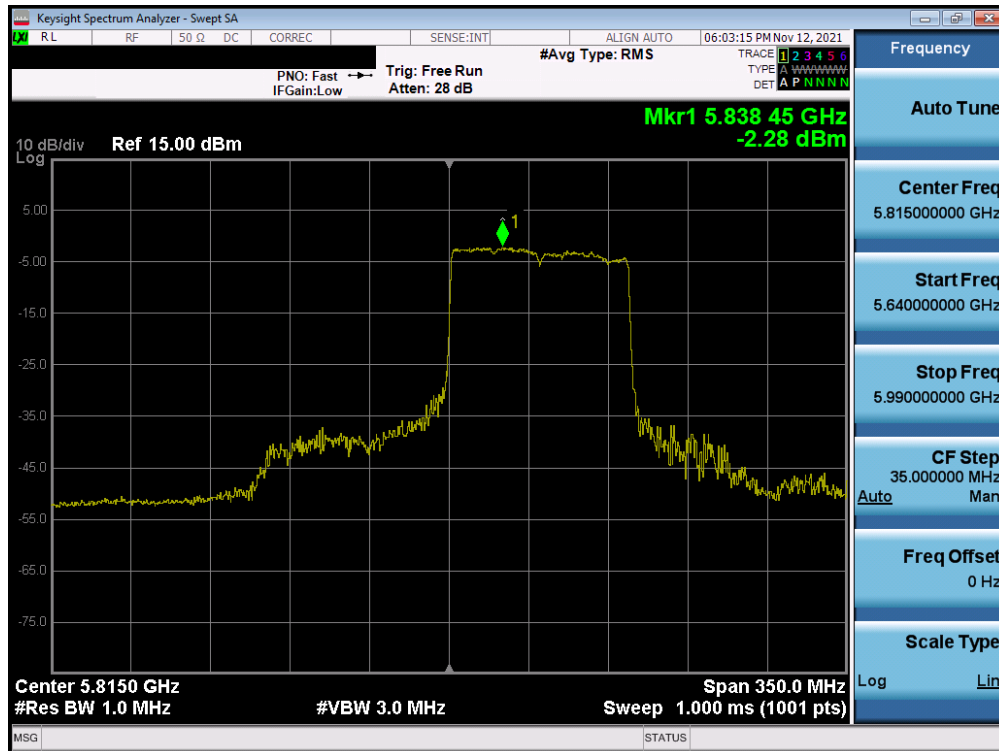 Keysight Spectrum Analyzer - Swept SA
LXI RL RF 50 Ω DC CORREC SENSE:INT ALIGN AUTO 06:03:15 PM Nov 12, 2021
#Avg Type: RMS
TRACE 1 2 3 4 5 6
PNO: Fast Trig: Free Run
TYPE A WWWWW
IFGain:Low Atten: 28 dB
DET A P N N N N
Mkr1 5.838 45 GHz
-2.28 dBm
10 dB/div Ref 15.00 dBm
Log
1
5.00
-5.00
-15.0
-25.0
-35.0
-45.0
-55.0
-65.0
-75.0
Center 5.8150 GHz Span 350.0 MHz
#Res BW 1.0 MHz #VBW 3.0 MHz Sweep 1.000 ms (1001 pts)
MSG STATUS
Frequency
Auto Tune
Center Freq
5.815000000 GHz
Start Freq
5.640000000 GHz
Stop Freq
5.990000000 GHz
CF Step
35.000000 MHz
Auto Man
Freq Offset
0 Hz
Scale Type
Log Lin